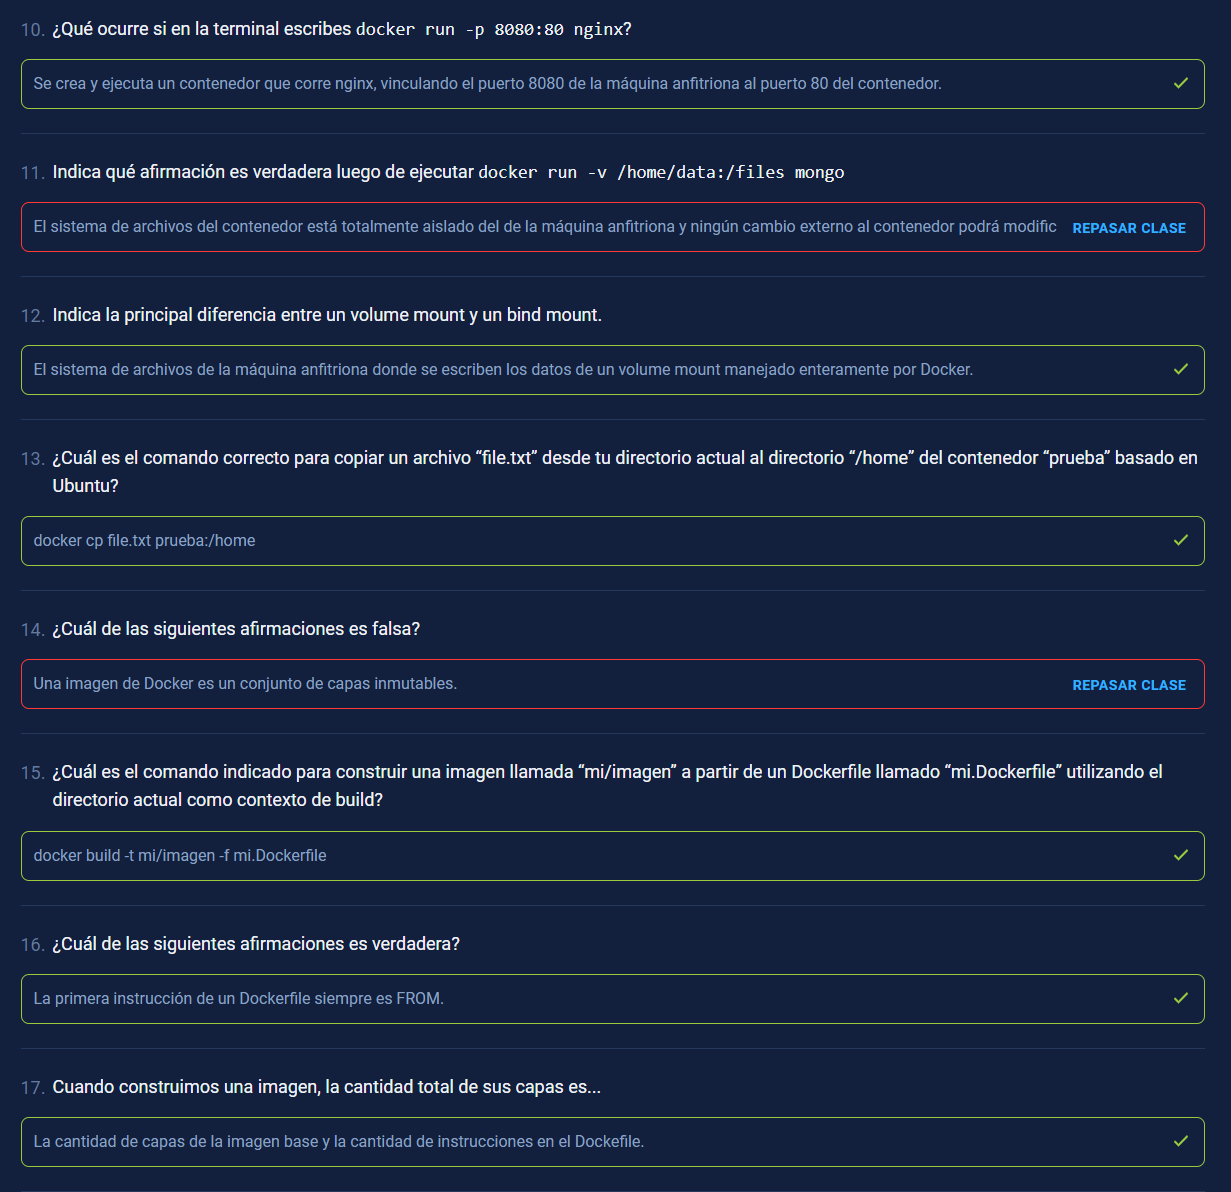 10. ¿Qué ocurre si en la terminal escribes docker run -p 8080:80 nginx?
Se crea y ejecuta un contenedor que corre nginx, vinculando el puerto 8080 de la máquina anfitriona al puerto 80 del contenedor.
11. Indica qué afirmación es verdadera luego de ejecutar docker run -v /home/data:/files mongo
El sistema de archivos del contenedor está totalmente aislado del de la máquina anfitriona y ningún cambio externo al contenedor podrá modific REPASAR CLASE
12. Indica la principal diferencia entre un volume mount y un bind mount.
El sistema de archivos de la máquina anfitriona donde se escriben los datos de un volume mount manejado enteramente por Docker.
13. ¿Cuál es el comando correcto para copiar un archivo “file.txt” desde tu directorio actual al directorio “/home” del contenedor “prueba” basado en
Ubuntu?
docker cp file.txt prueba:/home
14. ¿Cuál de las siguientes afirmaciones es falsa?
Una imagen de Docker es un conjunto de capas inmutables. REPASAR CLASE
15. ¿Cuál es el comando indicado para construir una imagen llamada “mi/imagen” a partir de un Dockerfile llamado “mi.Dockerfile” utilizando el
directorio actual como contexto de build?
docker build -t mi/imagen -f mi.Dockerfile
16. ¿Cuál de las siguientes afirmaciones es verdadera?
La primera instrucción de un Dockerfile siempre es FROM.
17. Cuando construimos una imagen, la cantidad total de sus capas es...
La cantidad de capas de la imagen base y la cantidad de instrucciones en el Dockefile.